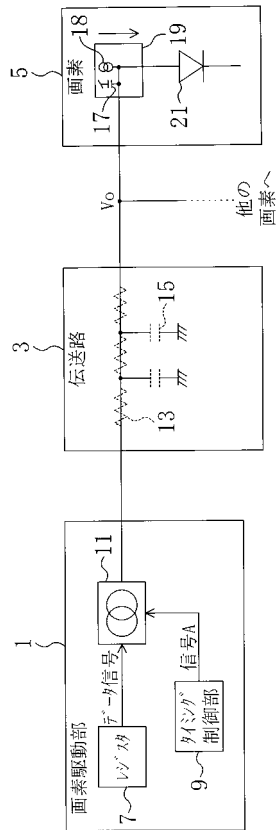 1
画素駆動部
レジスタ
7
データ信号
11
タイミング
制御部
9
信号A
3
伝送路
13
15
Vo
他の
画素へ
5
画素
17
18
19
21